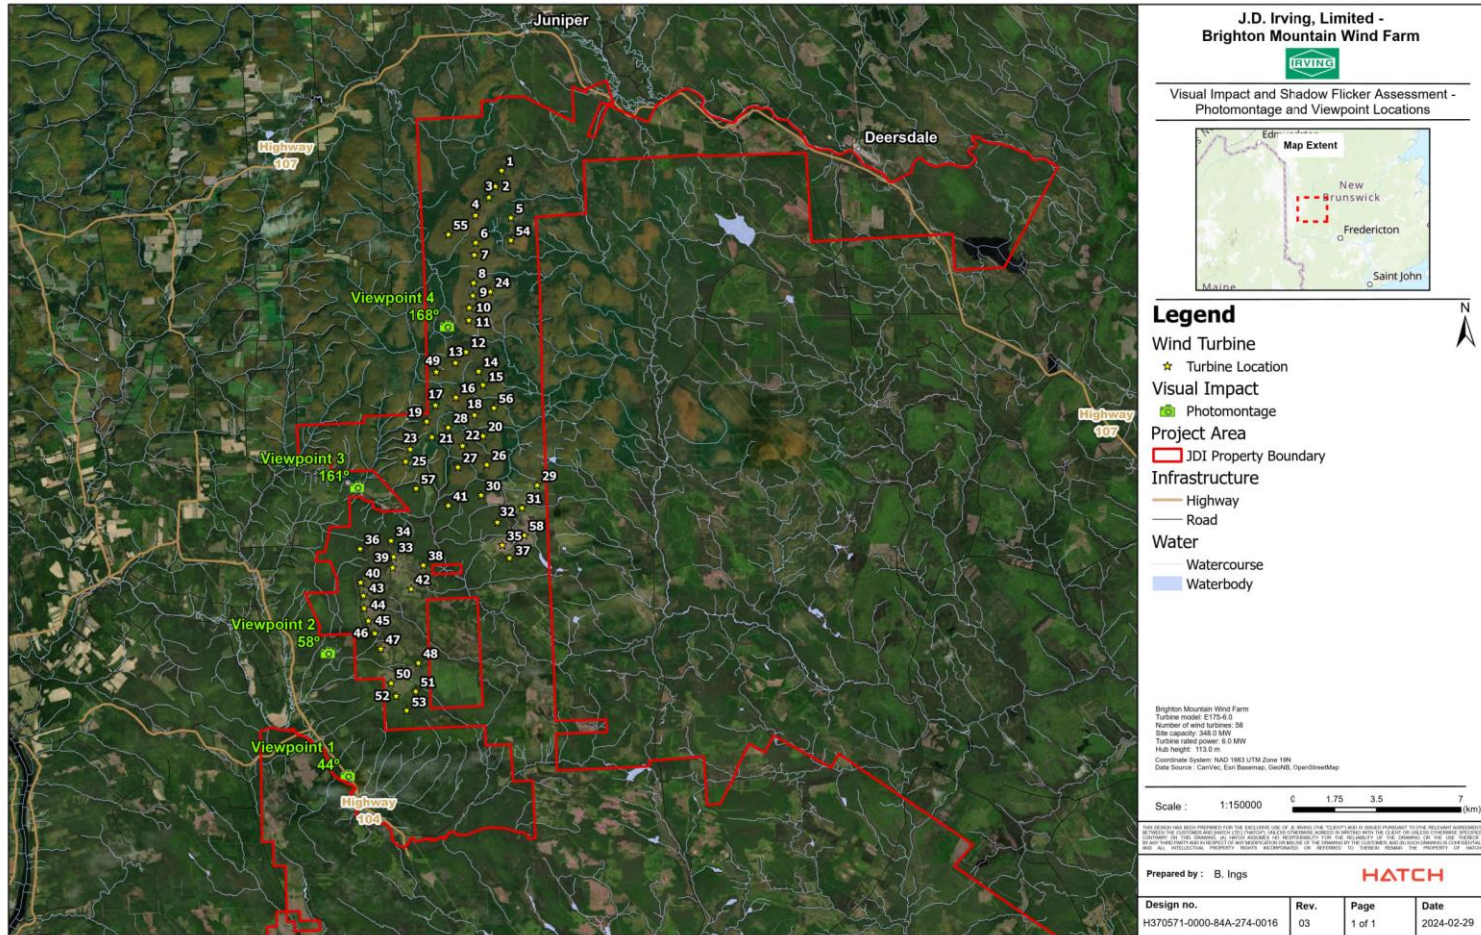 Juniper
Deersdale
Highway
107
1
3 2
4
5
55
6 54
7
8
24
9
10
11
Viewpoint 4
168º
12
13
49 14
15
16
17 56
18
19
28
20
23 21 22
27 26
25
Viewpoint 3
161º
57
41 30
29
31
32
58
35
37
34
36
33
39
38
40
42
43
44
45
46 47
Viewpoint 2
58º
48
50
51
52
53
Viewpoint 1
44º
Highway
104
Highway
107
J.D. Irving, Limited -
Brighton Mountain Wind Farm
IRVING
Visual Impact and Shadow Flicker Assessment -
Photomontage and Viewpoint Locations
Map Extent
New
Brunswick
Fredericton
Saint John
Maine
Legend
N
Wind Turbine
Turbine Location
Visual Impact
Photomontage
Project Area
JDI Property Boundary
Infrastructure
Highway
Road
Water
Watercourse
Waterbody
Brighton Mountain Wind Farm
Turbine model: E175-6.0
Number of wind turbines: 58
Site capacity: 348.0 MW
Turbine rated power: 6.0 MW
Hub height: 113.0 m
Coordinate System: NAD 1983 UTM Zone 19N
Data Source : CanVec, Esri Basemap, GeoNB, OpenStreetMap
Scale : 1:150000 0 1.75 3.5 7
(km)
Prepared by : B. Ings HATCH
Design no. Rev. Page Date
H370571-0000-84A-274-0016 03 1 of 1 2024-02-29